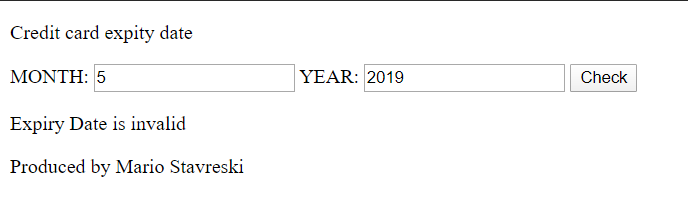 Credit card expity date
MONTH: 5 YEAR: 2019 Check
Expiry Date is invalid
Produced by Mario Stavreski